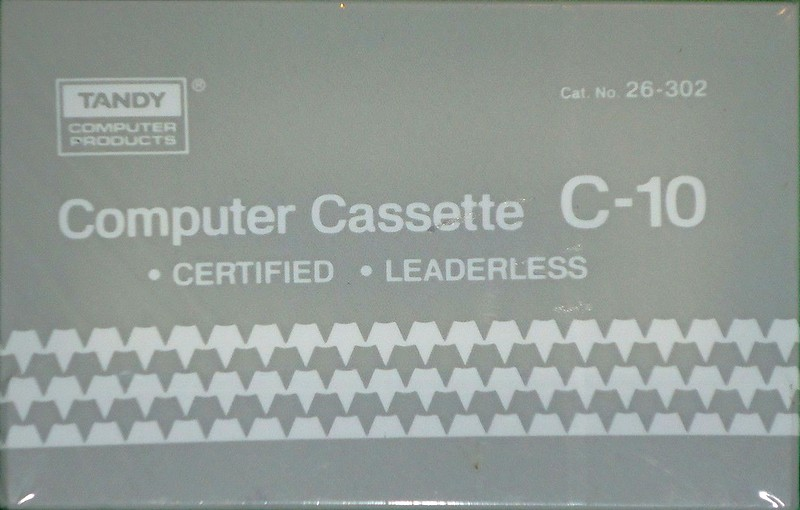 TANDY®
COMPUTER
PRODUCTS
Cat. No. 26-302
Computer Cassette C-10
• CERTIFIED • LEADERLESS